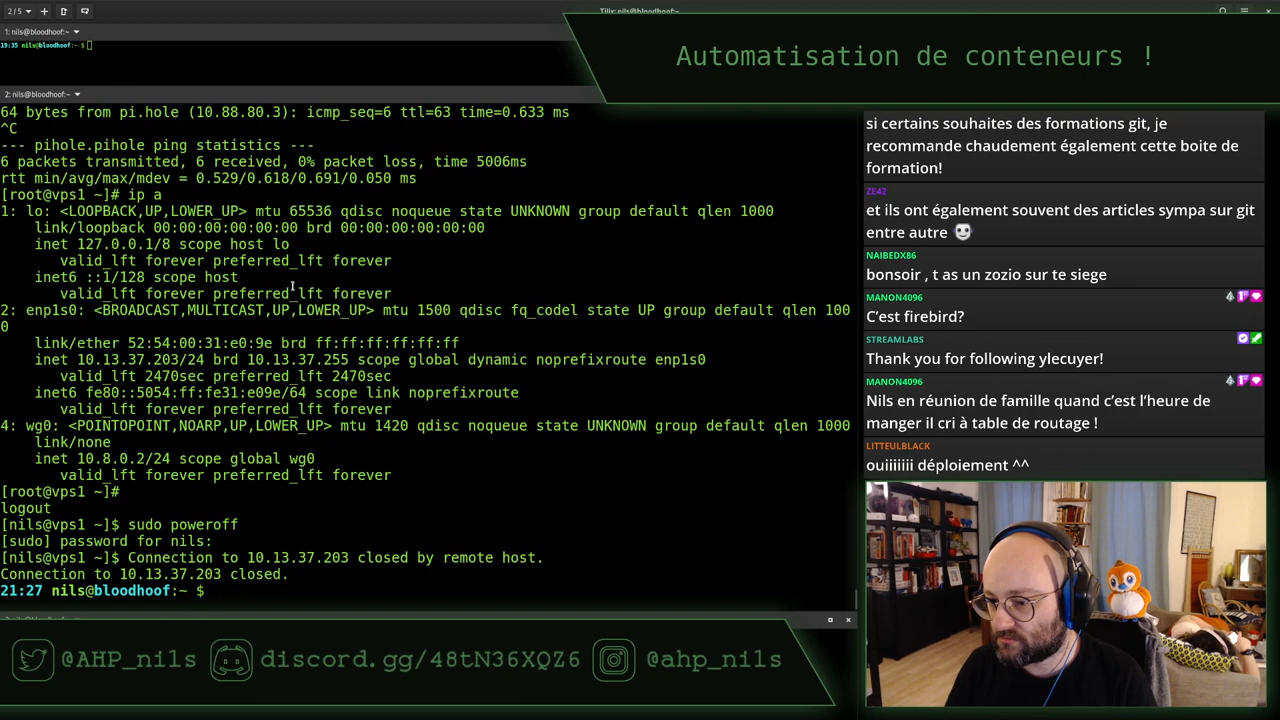 2 / 5
Tilix: nils@bloodhoof:~
1: nils@bloodhoof:~
19:35 nils@bloodhoof:~ $
Automatisation de conteneurs !
2: nils@bloodhoof:~
64 bytes from pi.hole (10.88.80.3): icmp_seq=6 ttl=63 time=0.633 ms
^C
--- pihole.pihole ping statistics ---
6 packets transmitted, 6 received, 0% packet loss, time 5006ms
rtt min/avg/max/mdev = 0.529/0.618/0.691/0.050 ms
[root@vps1 ~]# ip a
1: lo: <LOOPBACK,UP,LOWER_UP> mtu 65536 qdisc noqueue state UNKNOWN group default qlen 1000
link/loopback 00:00:00:00:00:00 brd 00:00:00:00:00:00
inet 127.0.0.1/8 scope host lo
valid_lft forever preferred_lft forever
inet6 ::1/128 scope host
valid_lft forever preferred_lft forever
2: enp1s0: <BROADCAST,MULTICAST,UP,LOWER_UP> mtu 1500 qdisc fq_codel state UP group default qlen 100
0
link/ether 52:54:00:31:e0:9e brd ff:ff:ff:ff:ff:ff
inet 10.13.37.203/24 brd 10.13.37.255 scope global dynamic noprefixroute enp1s0
valid_lft 2470sec preferred_lft 2470sec
inet6 fe80::5054:ff:fe31:e09e/64 scope link noprefixroute
valid_lft forever preferred_lft forever
4: wg0: <POINTOPOINT,NOARP,UP,LOWER_UP> mtu 1420 qdisc noqueue state UNKNOWN group default qlen 1000
link/none
inet 10.8.0.2/24 scope global wg0
valid_lft forever preferred_lft forever
[root@vps1 ~]#
logout
[nils@vps1 ~]$ sudo poweroff
[sudo] password for nils:
[nils@vps1 ~]$ Connection to 10.13.37.203 closed by remote host.
Connection to 10.13.37.203 closed.
21:27 nils@bloodhoof:~ $
si certains souhaites des formations git, je
recommande chaudement également cette boite de
formation!
ZE42
et ils ont également souvent des articles sympa sur git
entre autre
NAIBEDX86
bonsoir , t as un zozio sur te siege
MANON4096
C’est firebird?
STREAMLABS
Thank you for following ylecuyer!
MANON4096
Nils en réunion de famille quand c’est l’heure de
manger il cri à table de routage !
LITTEULBLACK
ouiiiiiii déploiement ^^
@AHP_nils
discord.gg/48tN36XQZ6
@ahp_nils